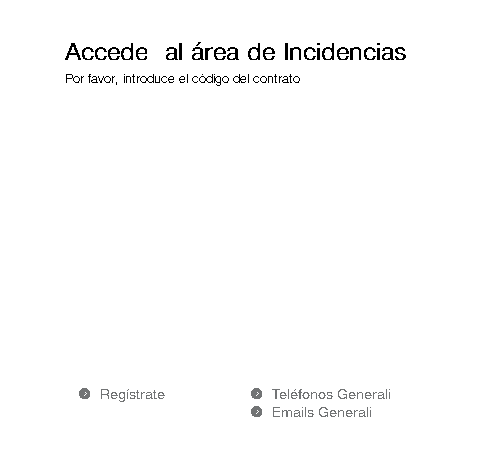 Accede al área de Incidencias
Por favor, introduce el código del contrato
Regístrate
Teléfonos Generali
Emails Generali